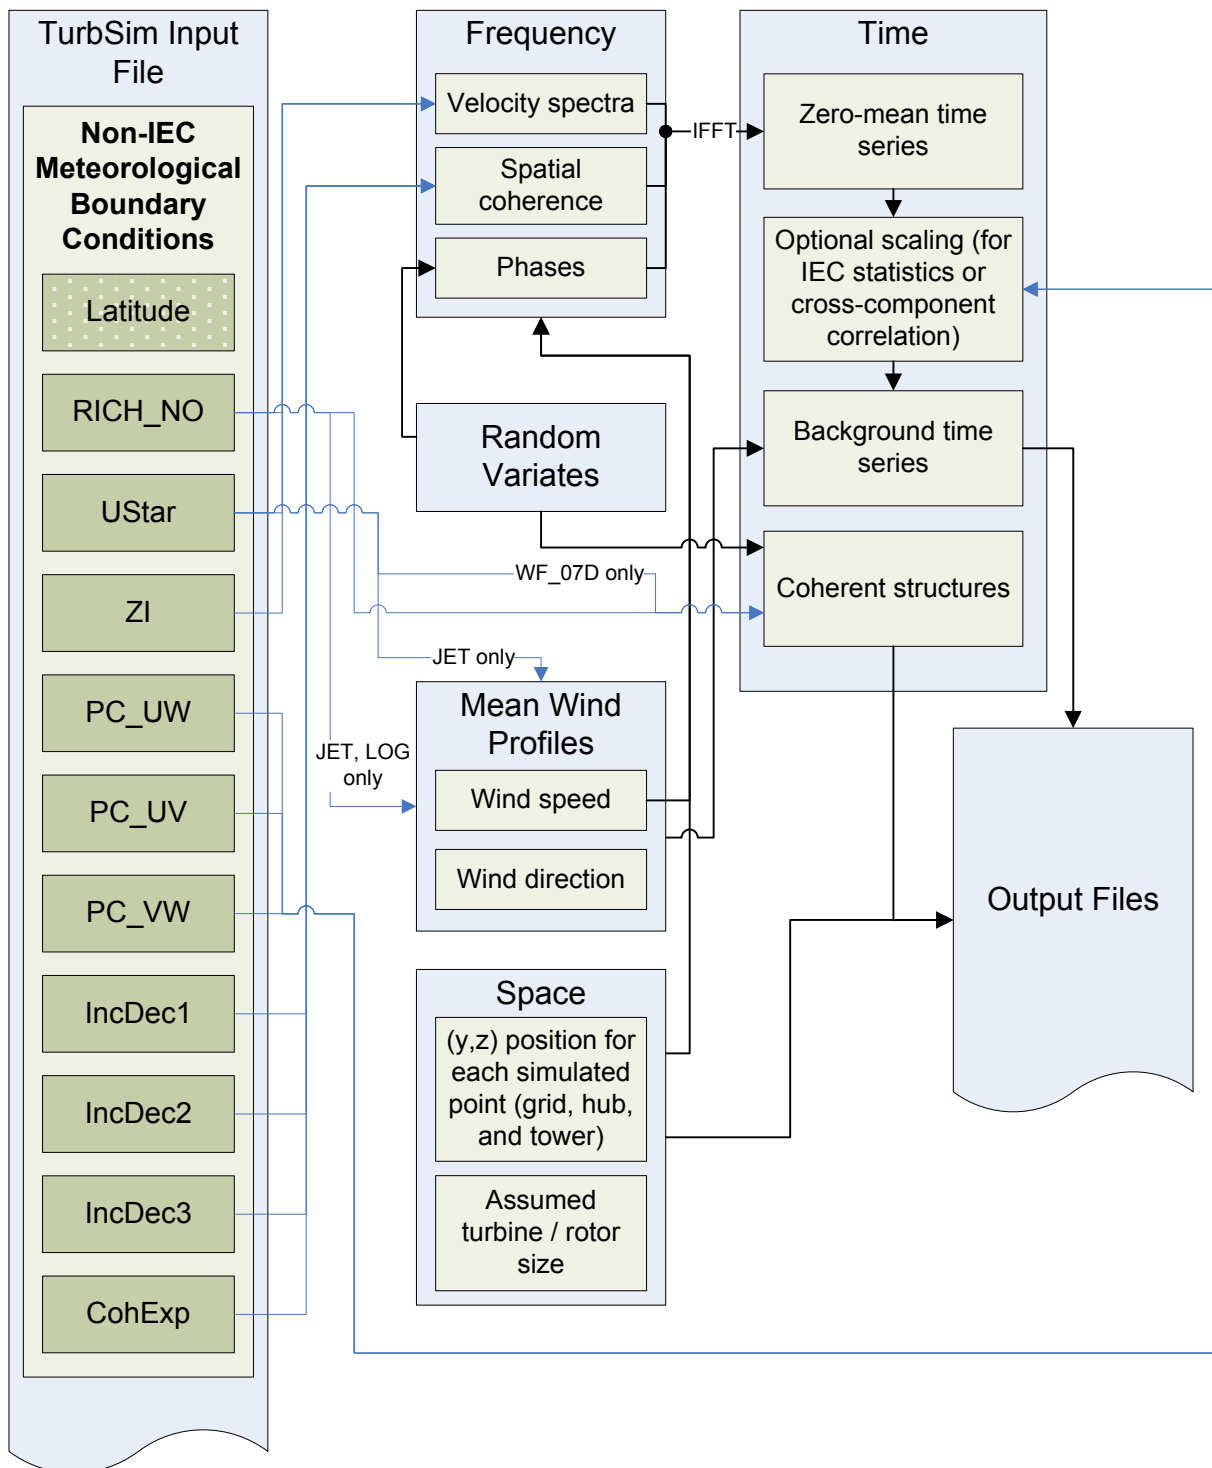 TurbSim Input
File
Non-IEC
Meteorological
Boundary
Conditions
Latitude
RICH_NO
UStar
ZI
PC_UW
PC_UV
PC_VW
IncDec1
IncDec2
IncDec3
CohExp
Frequency
Velocity spectra
Spatial
coherence
Phases
IFFT
Random
Variates
WF_07D only
JET only
JET, LOG
only
Mean Wind
Profiles
Wind speed
Wind direction
Space
(y,z) position for
each simulated
point (grid, hub,
and tower)
Assumed
turbine / rotor
size
Time
Zero-mean time
series
Optional scaling (for
IEC statistics or
cross-component
correlation)
Background time
series
Coherent structures
Output Files